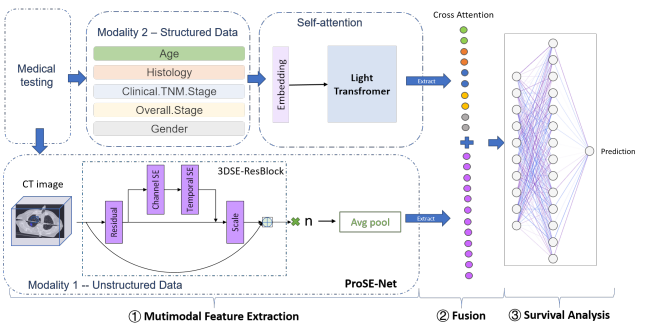 Cross Attention
Self-attention
Modality 2 – Structured Data
Medical
testing
Age
Histology
Clinical.TNM.Stage
Overall.Stage
Gender
Embedding
Light
Transfromer
Extract
Prediction
3DSE-ResBlock
CT image
Residual
Channel SE
Temporal SE
Scale
n
Avg pool
Extract
Modality 1 -- Unstructured Data
ProSE-Net
① Mutimodal Feature Extraction
② Fusion
③ Survival Analysis